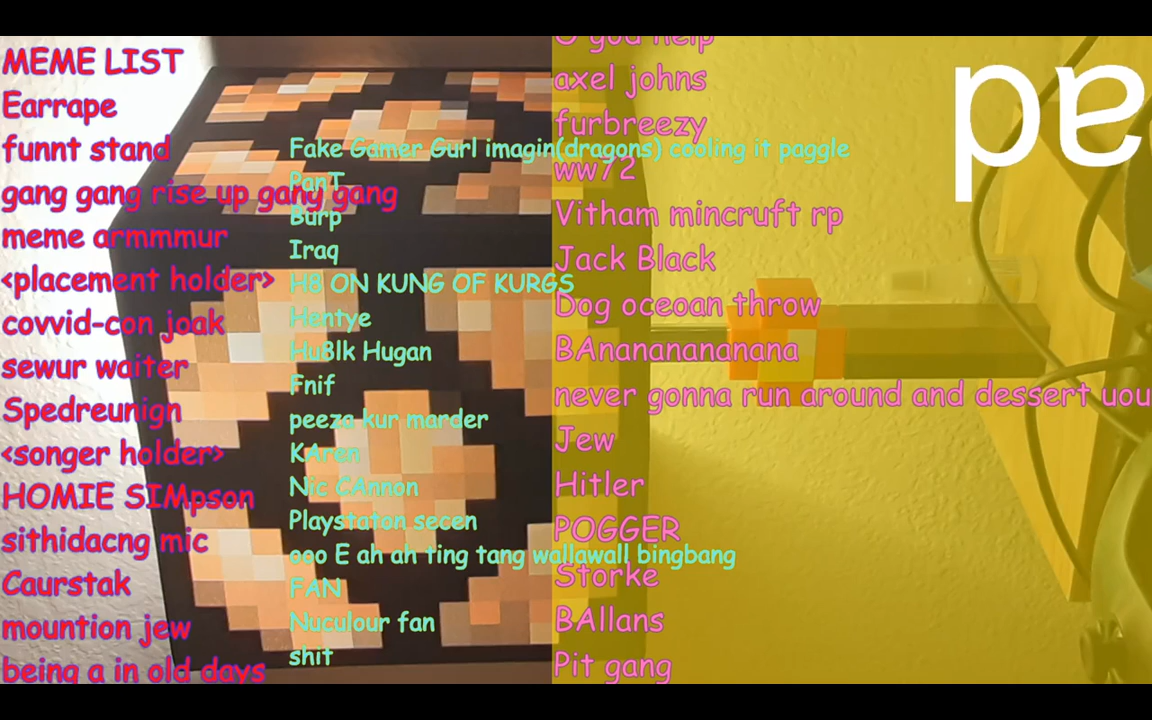 MEME LIST
Earrape
funnt stand
gang gang rise up gang gang
meme armmmur
<placement holder>
covvid-con joak
sewur waiter
Spedreunign
<songer holder>
HOMIE SIMpson
sithidacng mic
Caurstak
mountion jew
being a in old days
Fake Gamer Gurl imagin(dragons) cooling it paggle
PanT
Burp
Iraq
H8 ON KUNG OF KURGS
Hentye
Hu8lk Hugan
Fnif
peeza kur marder
KAren
Nic CAnnon
Playstaton secen
ooo E ah ah ting tang wallawall bingbang
FAN
Nuculour fan
shit
O god help
axel johns
furbreezy
ww72
Vitham mincruft rp
Jack Black
Dog oceoan throw
BAnanananana
never gonna run around and dessert uou
Jew
Hitler
POGGER
Storke
BAllans
Pit gang